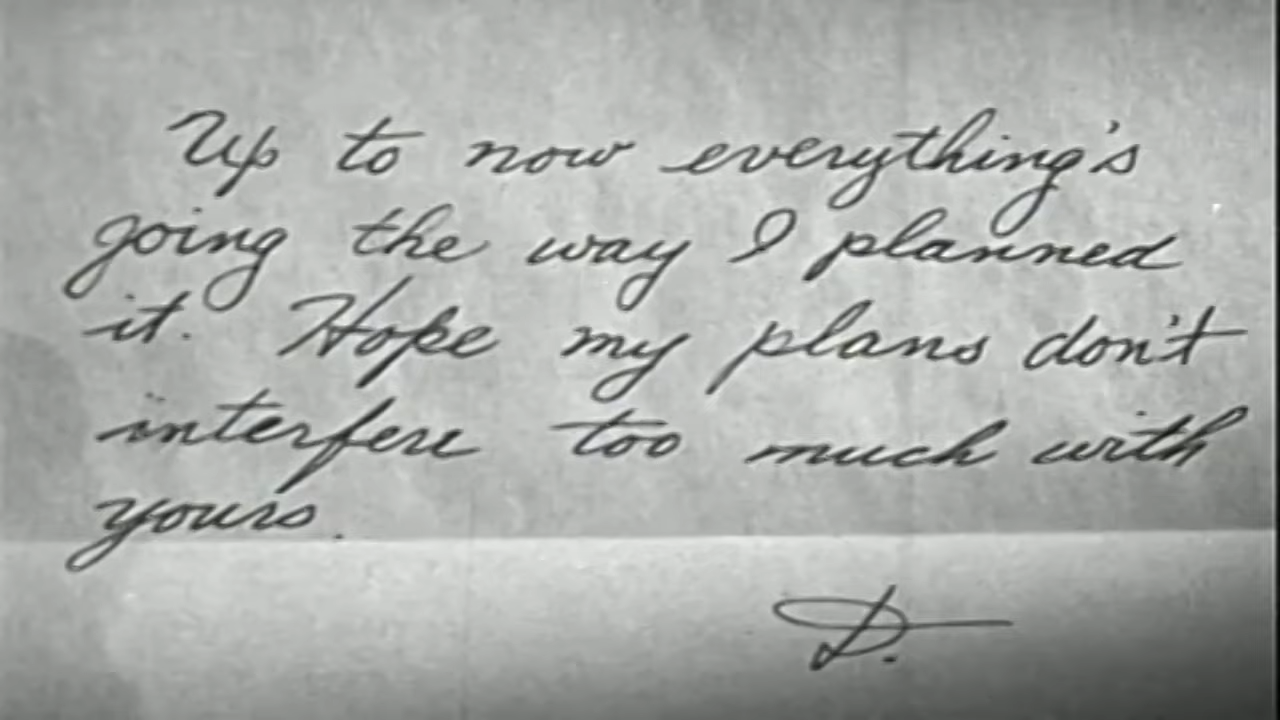 Up to now everything's
going the way I planned
it. Hope my plans don't
interfere too much with
yours.
D.